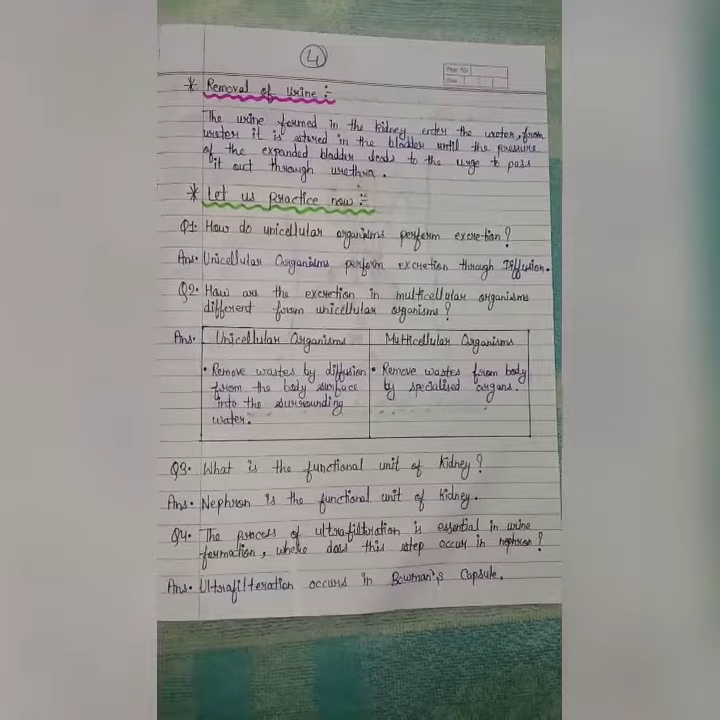 4
Page No.
Date
* Removal of Urine :-
The urine formed in the kidney enter the ureter, from
ureter it is stored in the bladder until the pressure
of the expanded bladder leads to the urge to pass
it out through urethra.
* Let us practice now :-
Q1. How do unicellular organisms perform excretion?
Ans. Unicellular Organisms perform excretion through Diffusion.
Q2. How are the excretion in multicellular organisms
different from unicellular organisms?
Ans. Unicellular Organisms Multicellular Organisms
• Remove wastes by diffusion • Remove wastes from body
from the body surface by specialised organs.
into the surrounding
water.
Q3. What is the functional unit of kidney?
Ans. Nephron is the functional unit of kidney.
Q4. The process of ultrafiltration is essential in urine
formation, where does this step occur in nephron?
Ans. Ultrafilteration occurs in Bowman's Capsule.